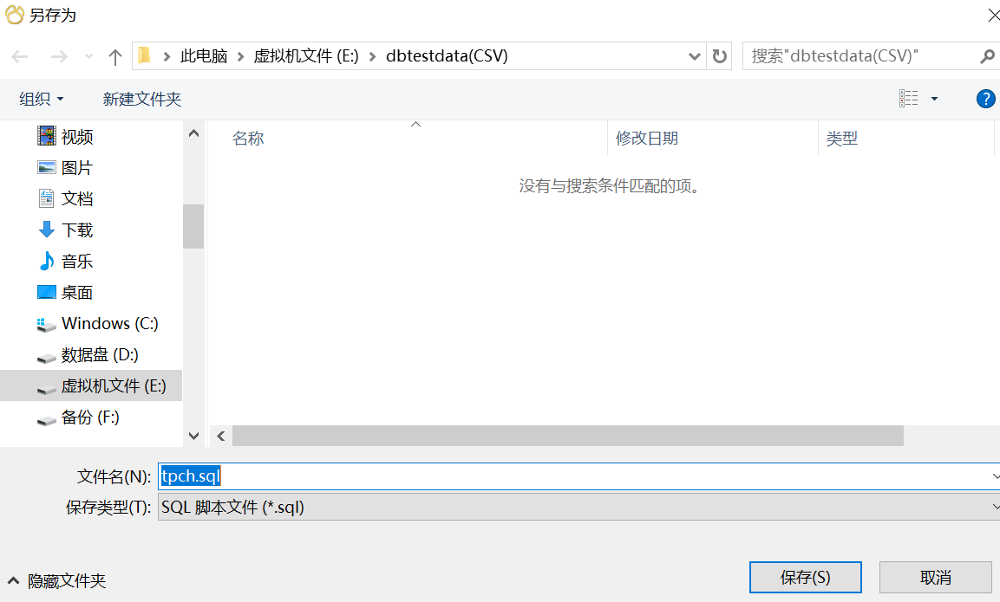 另存为
此电脑 虚拟机文件 (E:) dbtestdata(CSV)
搜索"dbtestdata(CSV)"
组织 新建文件夹
?
名称 修改日期 类型
没有与搜索条件匹配的项。
视频
图片
文档
下载
音乐
桌面
Windows (C:)
数据盘 (D:)
虚拟机文件 (E:)
备份 (F:)
文件名(N): tpch.sql
保存类型(T): SQL 脚本文件 (*.sql)
隐藏文件夹
保存(S) 取消